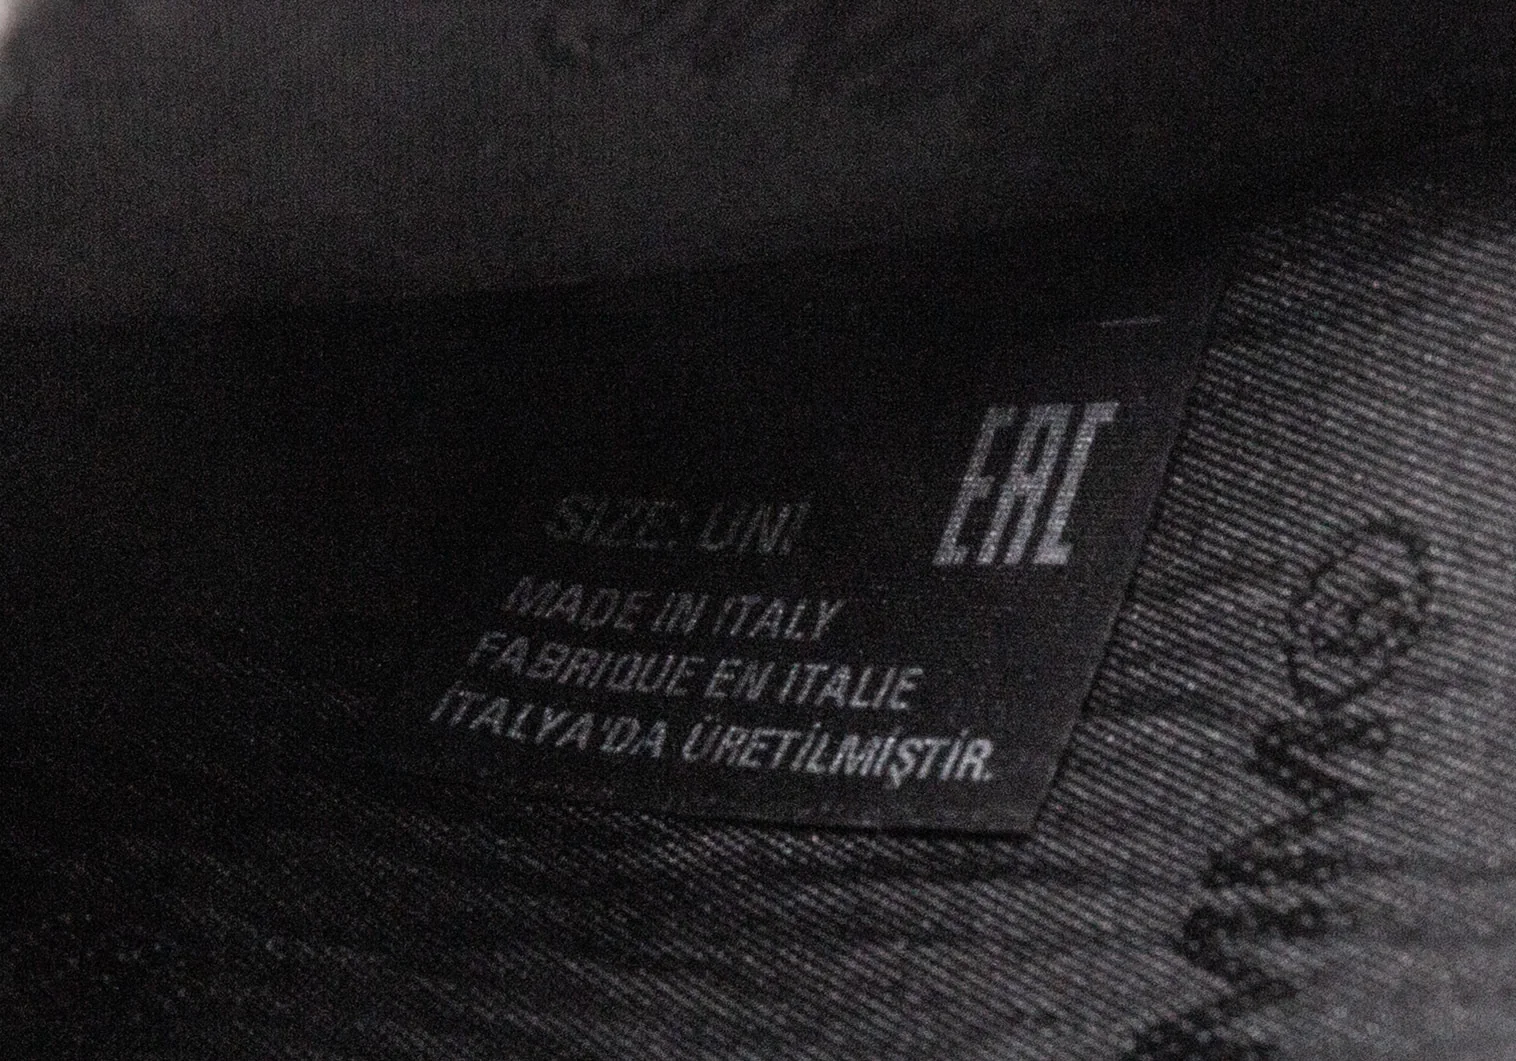 EAC
SIZE: UNI
MADE IN ITALY
FABRIQUE EN ITALIE
İTALYA'DA ÜRETİLMİŞTİR.